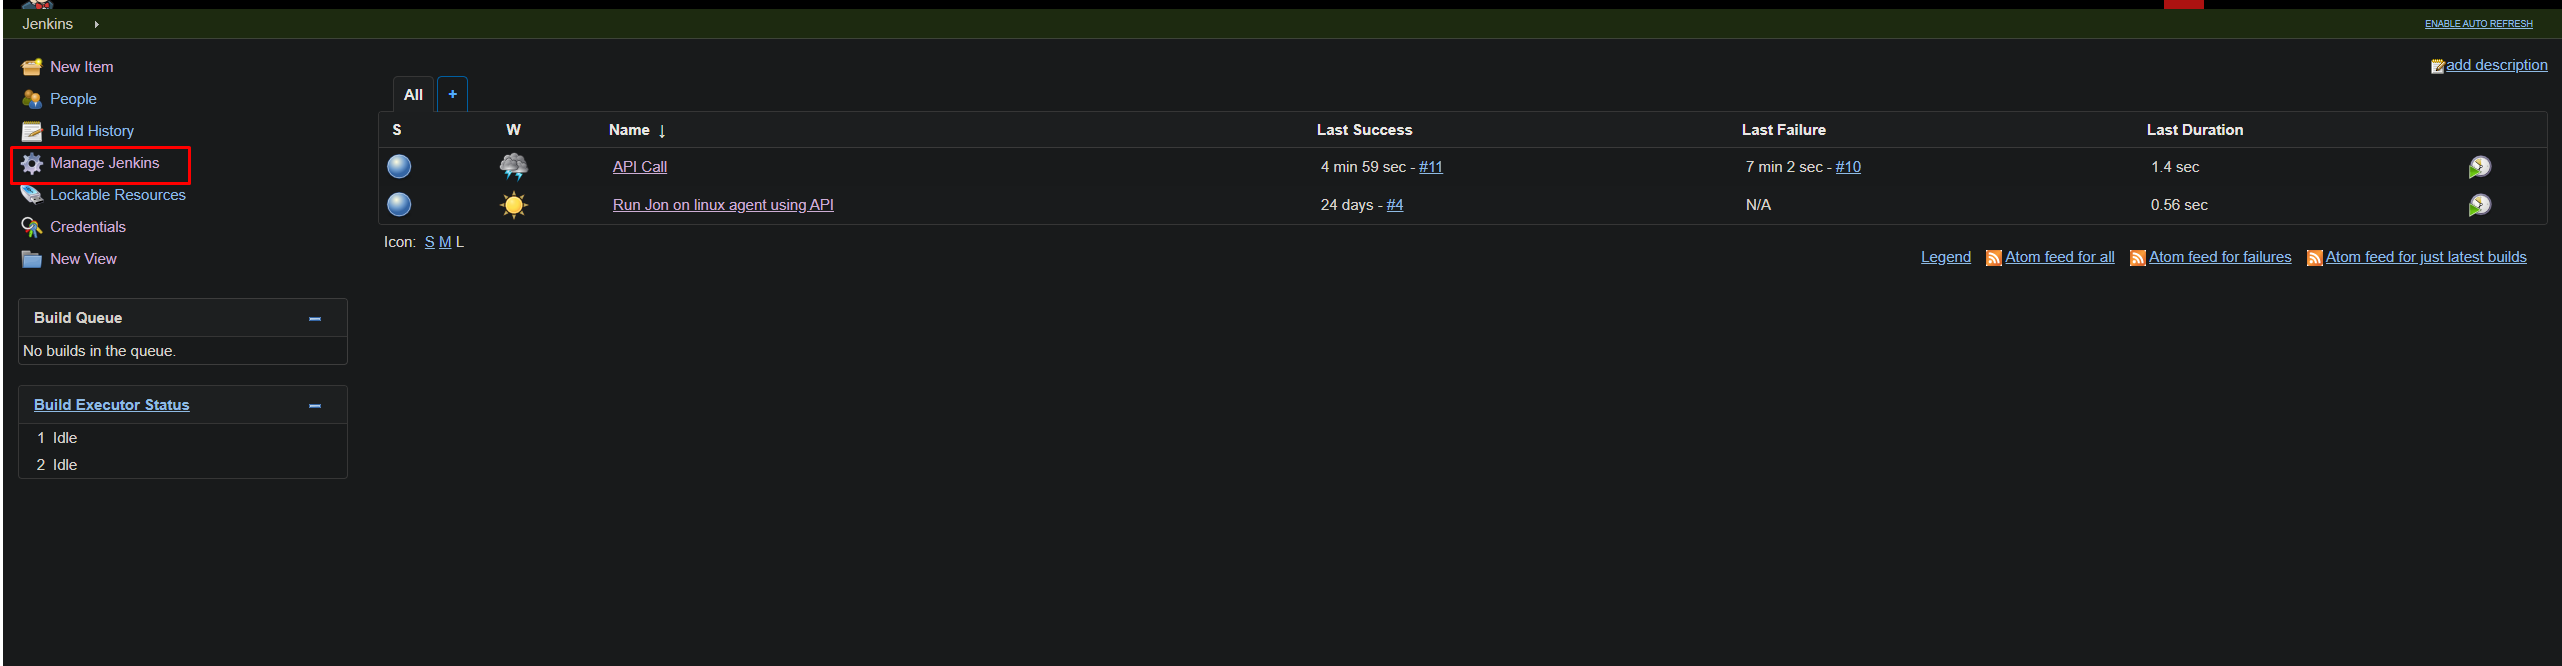 Jenkins
ENABLE AUTO REFRESH
New Item
People
Build History
Manage Jenkins
Lockable Resources
Credentials
New View
add description
All +
S W Name ↓ Last Success Last Failure Last Duration
API Call 4 min 59 sec - #11 7 min 2 sec - #10 1.4 sec
Run Jon on linux agent using API 24 days - #4 N/A 0.56 sec
Icon: S M L
Legend Atom feed for all Atom feed for failures Atom feed for just latest builds
Build Queue
No builds in the queue.
Build Executor Status
1 Idle
2 Idle